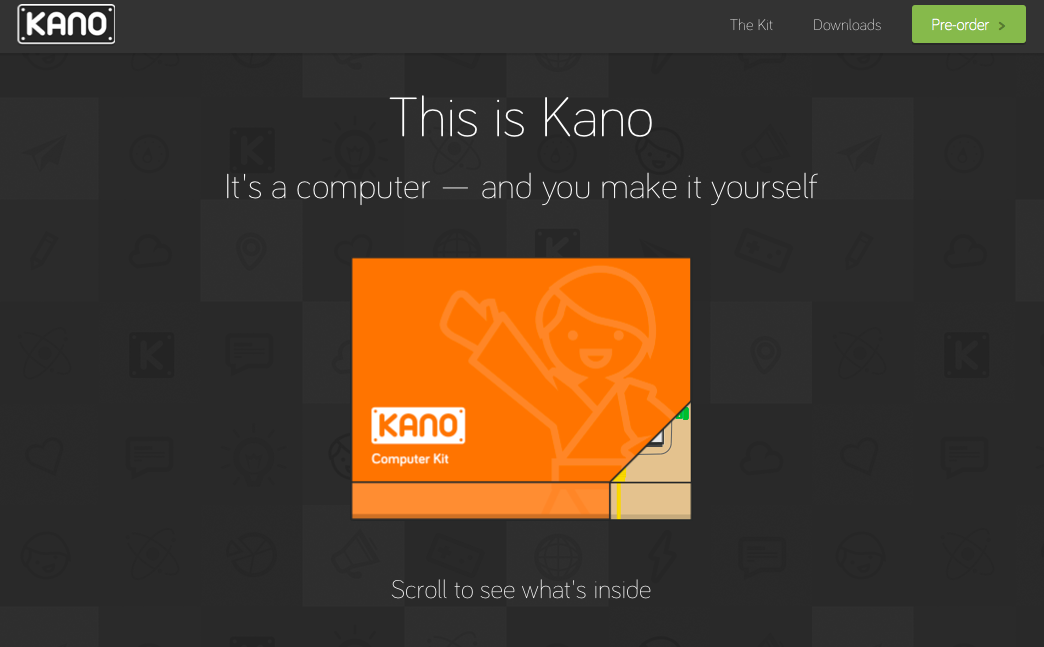 KANO
The Kit
Downloads
Pre-order >
This is Kano
It's a computer — and you make it yourself
KANO
Computer Kit
Scroll to see what's inside